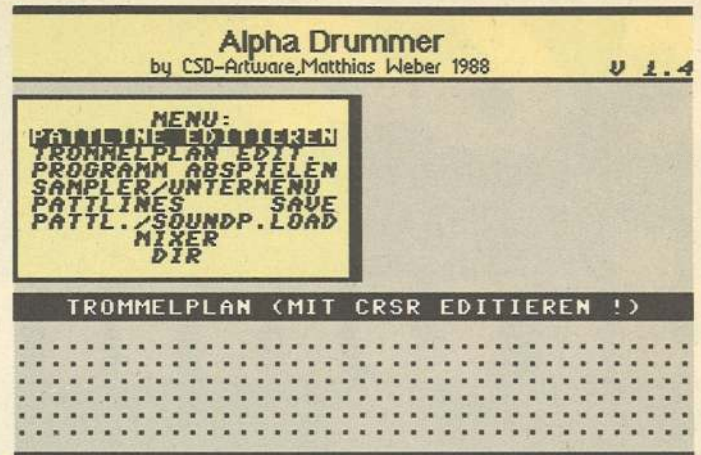 Alpha Drummer
by CSD-Artware,Matthias Weber 1988
V 1.4
MENU:
PATTLINE EDITIEREN
TROMMELPLAN EDIT.
PROGRAMM ABSPIELEN
SAMPLER/UNTERMENU
PATTLINES SAVE
PATTL./SOUNDP.LOAD
MIXER
DIR
TROMMELPLAN (MIT CRSR EDITIEREN !)